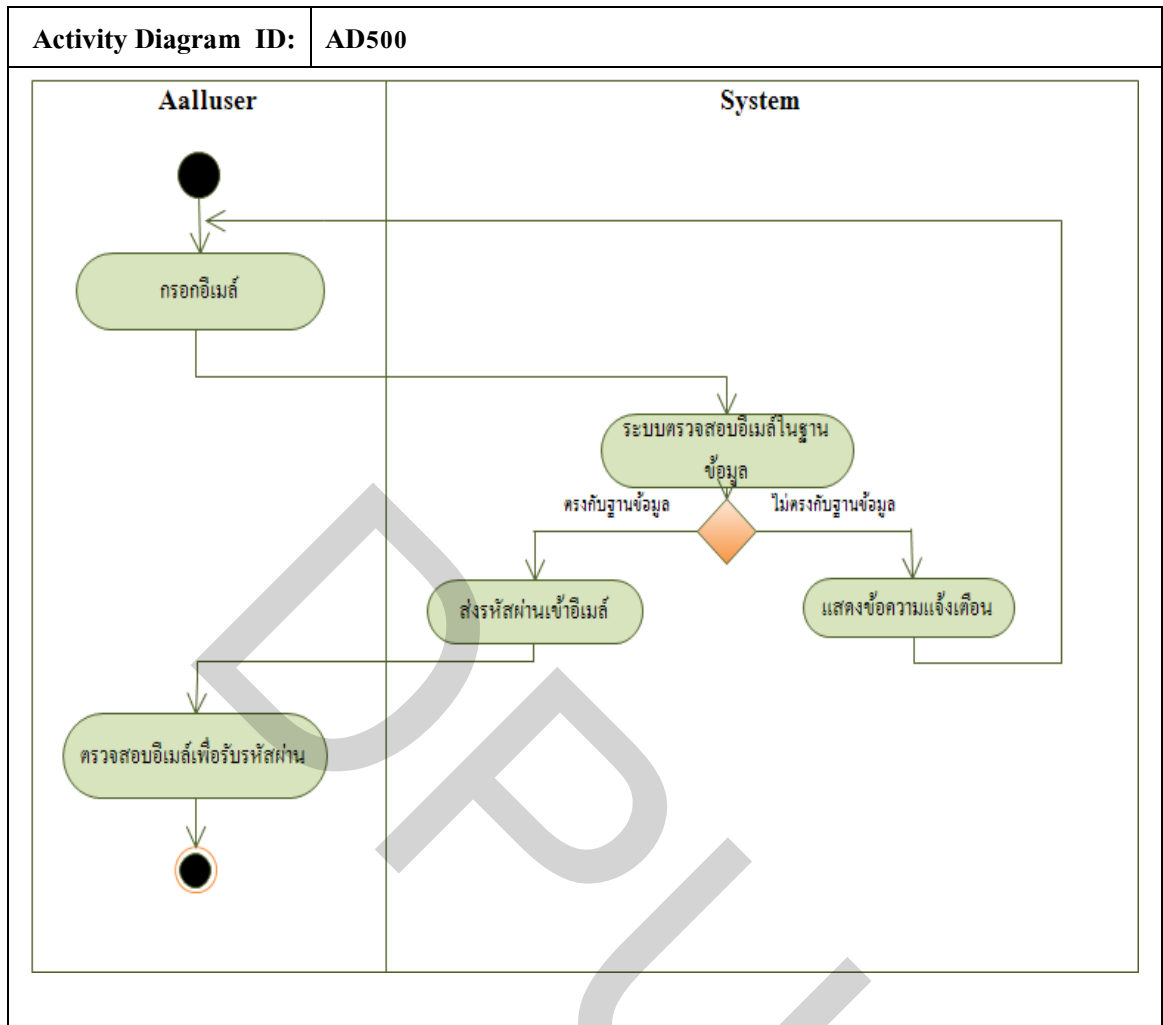 Activity Diagram ID: AD500
Aalluser
System
กรอกอีเมล์
ระบบตรวจสอบอีเมล์ในฐาน
ข้อมูล
ตรงกับฐานข้อมูล
ไม่ตรงกับฐานข้อมูล
ส่งรหัสผ่านเข้าอีเมล์
แสดงข้อความแจ้งเตือน
ตรวจสอบอีเมล์เพื่อรับรหัสผ่าน
DPU